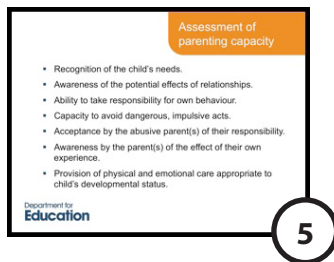 Assessment of
parenting capacity
• Recognition of the child's needs.
• Awareness of the potential effects of relationships.
• Ability to take responsibility for own behaviour.
• Capacity to avoid dangerous, impulsive acts.
• Acceptance by the abusive parent(s) of their responsibility.
• Awareness by the parent(s) of the effect of their own
experience.
• Provision of physical and emotional care appropriate to
child's developmental status.
Department for
Education
5